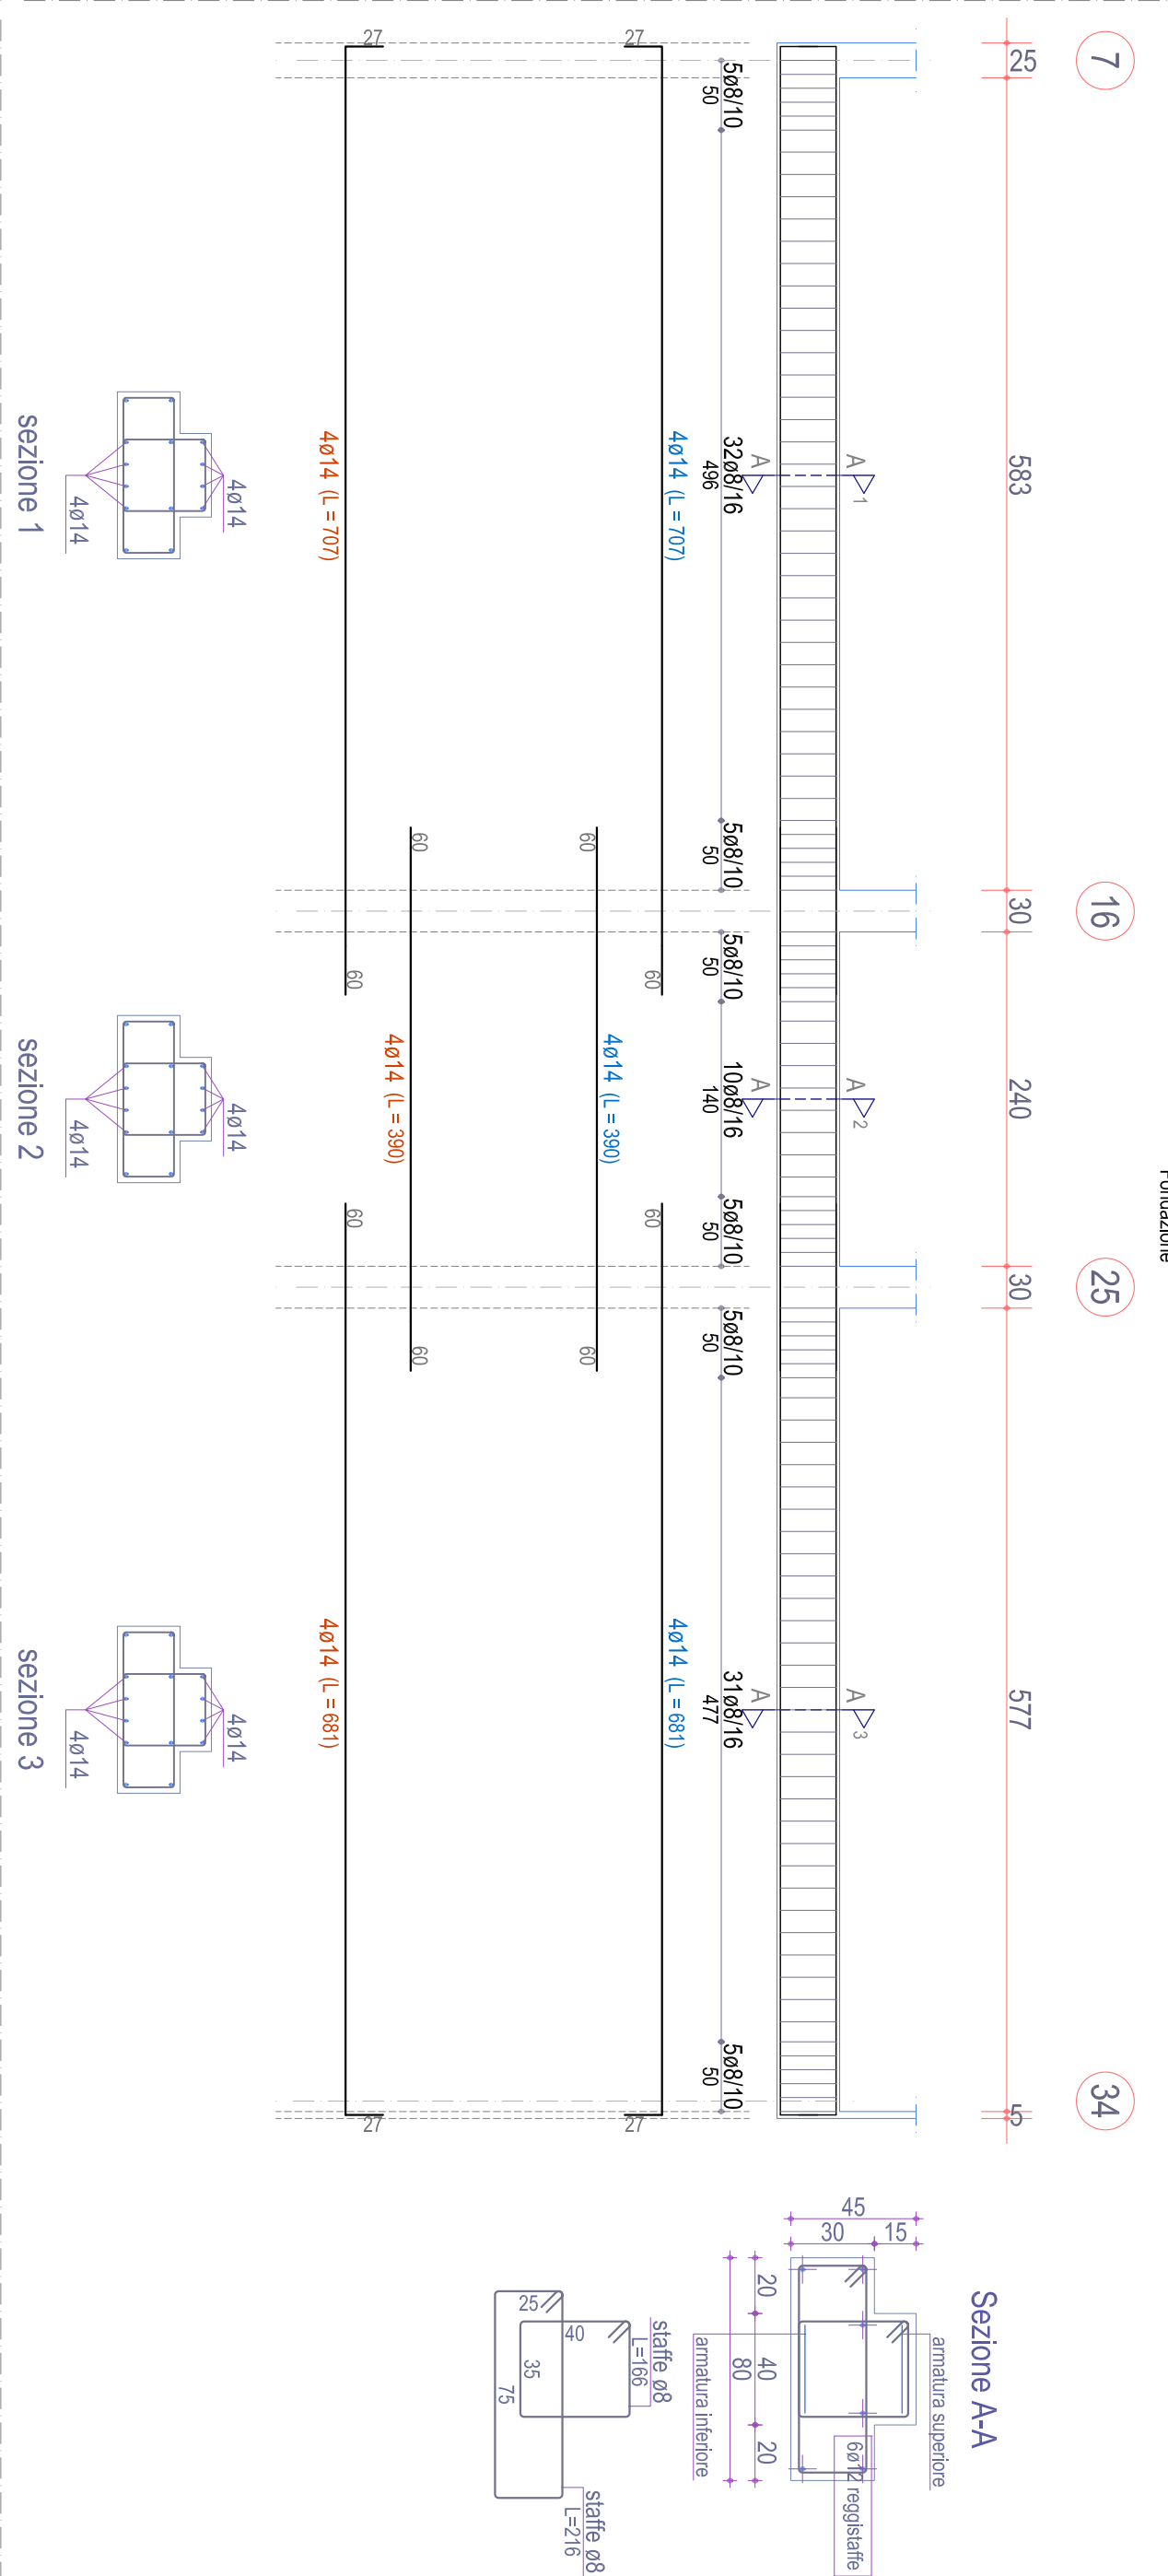 7
16
25
34
25
583
30
240
30
577
5
Fondazione
A
A
1
A
A
2
A
A
3
5ø8/10
50
32ø8/16
496
5ø8/10
50
5ø8/10
50
10ø8/16
140
5ø8/10
50
5ø8/10
50
31ø8/16
477
5ø8/10
50
27
4ø14 (L = 707)
60
60
4ø14 (L = 681)
27
60
4ø14 (L = 390)
60
60
4ø14 (L = 390)
60
27
4ø14 (L = 707)
60
60
4ø14 (L = 681)
27
4ø14
4ø14
sezione 1
4ø14
4ø14
sezione 2
4ø14
4ø14
sezione 3
Sezione A-A
armatura superiore
45
30
15
6ø12 reggistaffe
20
40
20
80
armatura inferiore
staffe ø8
L=166
40
35
25
75
staffe ø8
L=216